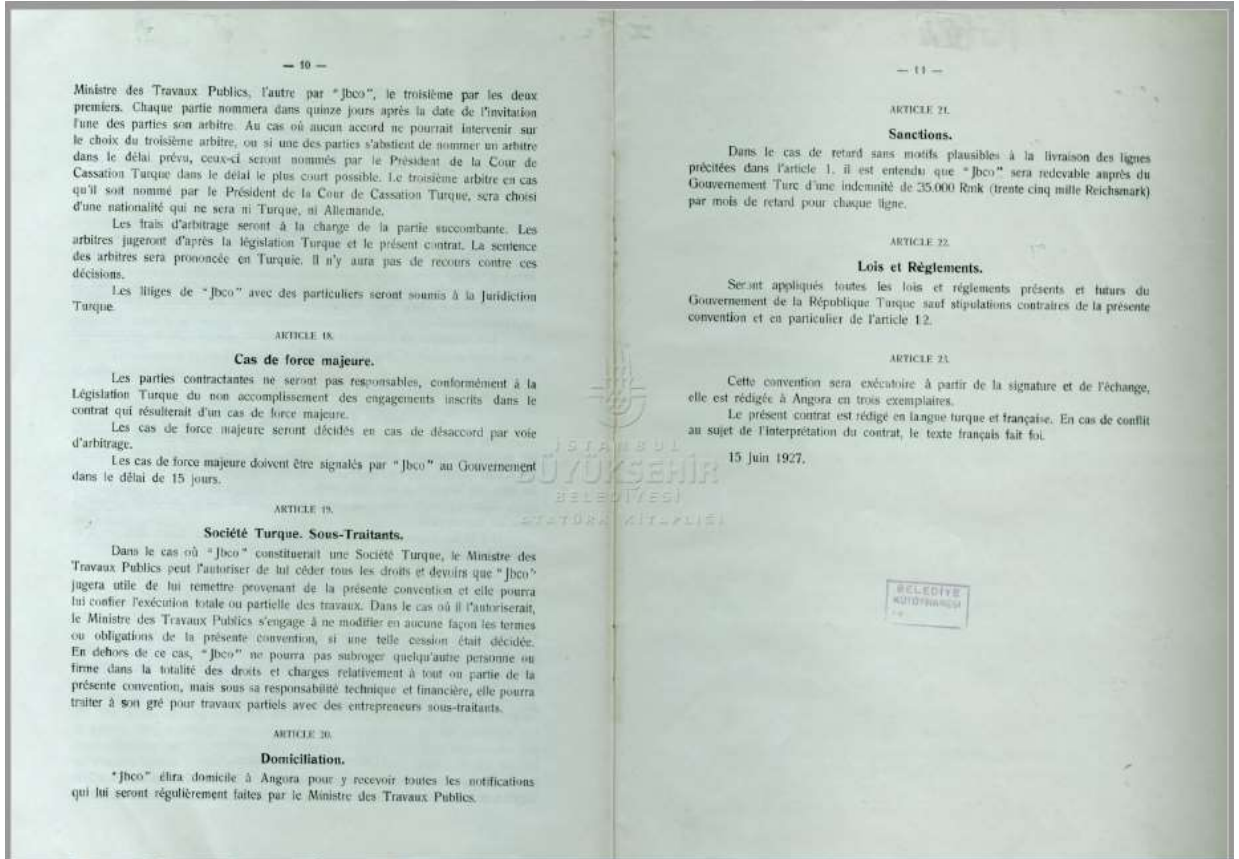 — 10 —
Ministre des Travaux Publics, l'autre par "Jbco", le troisième par les deux
premiers. Chaque partie nommera dans quinze jours après la date de l'invitation
l'une des parties son arbitre. Au cas où aucun accord ne pourrait intervenir sur
le choix du troisième arbitre, ou si une des parties s'abstient de nommer un arbitre
dans le délai prévu, ceux-ci seront nommés par le Président de la Cour de
Cassation Turque dans le délai le plus court possible. Le troisième arbitre en cas
qu'il soit nommé par le Président de la Cour de Cassation Turque, sera choisi
d'une nationalité qui ne sera ni Turque, ni Allemande.
Les frais d'arbitrage seront à la charge de la partie succombante. Les
arbitres jugeront d'après la législation Turque et le présent contrat. La sentence
des arbitres sera prononcée en Turquie. Il n'y aura pas de recours contre ces
décisions.
Les litiges de "Jbco" avec des particuliers seront soumis à la Juridiction
Turque.
ARTICLE 18.
Cas de force majeure.
Les parties contractantes ne seront pas responsables, conformément à la
Législation Turque du non accomplissement des engagements inscrits dans le
contrat qui résulterait d'un cas de force majeure.
Les cas de force majeure seront décidés en cas de désaccord par voie
d'arbitrage.
Les cas de force majeure doivent être signalés par "Jbco" au Gouvernement
dans le délai de 15 jours.
ARTICLE 19.
Société Turque. Sous-Traitants.
Dans le cas où "Jbco" constituerait une Société Turque, le Ministre des
Travaux Publics peut l'autoriser de lui céder tous les droits et devoirs que "Jbco"
jugera utile de lui remettre provenant de la présente convention et elle pourra
lui confier l'exécution totale ou partielle des travaux. Dans le cas où il l'autoriserait,
le Ministre des Travaux Publics s'engage à ne modifier en aucune façon les termes
ou obligations de la présente convention, si une telle cession était décidée.
En dehors de ce cas, "Jbco" ne pourra pas subroger quelqu'autre personne ou
firme dans la totalité des droits et charges relativement à tout ou partie de la
présente convention, mais sous sa responsabilité technique et financière, elle pourra
traiter à son gré pour travaux partiels avec des entrepreneurs sous-traitants.
ARTICLE 20.
Domiciliation.
"Jbco" élira domicile à Angora pour y recevoir toutes les notifications
qui lui seront régulièrement faites par le Ministre des Travaux Publics.
— 11 —
ARTICLE 21.
Sanctions.
Dans le cas de retard sans motifs plausibles à la livraison des lignes
précitées dans l'article 1. il est entendu que "Jbco" sera redevable auprès du
Gouvernement Turc d'une indemnité de 35.000 Rmk (trente cinq mille Reichsmark)
par mois de retard pour chaque ligne.
ARTICLE 22.
Lois et Règlements.
Seront appliqués toutes les lois et réglements présents et futurs du
Gouvernement de la République Turque sauf stipulations contraires de la présente
convention et en particulier de l'article 12.
ARTICLE 23.
Cette convention sera exécutoire à partir de la signature et de l'échange,
elle est rédigée à Angora en trois exemplaires.
Le présent contrat est rédigé en langue turque et française. En cas de conflit
au sujet de l'interprétation du contrat, le texte français fait foi.
15 Juin 1927.
İSTANBUL
BÜYÜKŞEHİR
BELEDİYESİ
ATATÜRK KİTAPLIĞI
BELEDİYE